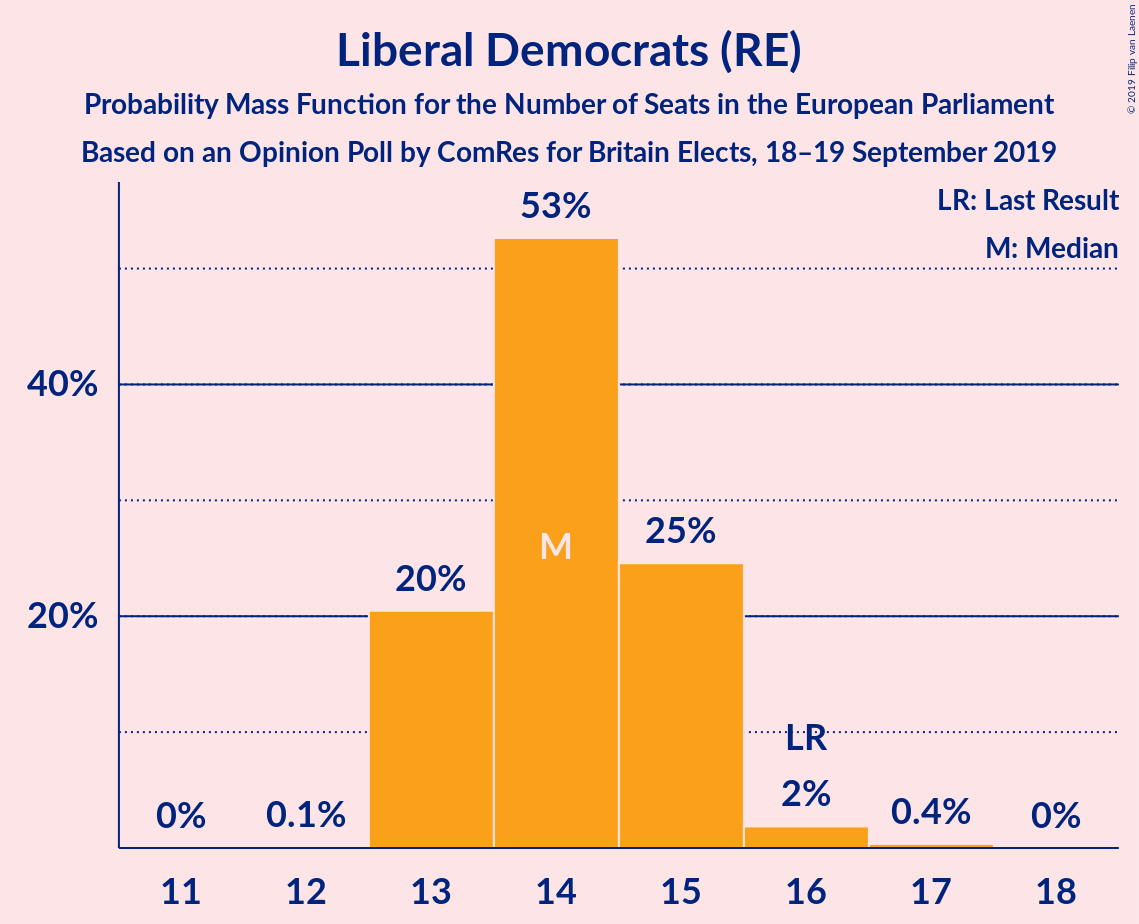 Liberal Democrats (RE)
Probability Mass Function for the Number of Seats in the European Parliament
Based on an Opinion Poll by ComRes for Britain Elects, 18–19 September 2019
© 2019 Filip van Laenen
LR: Last Result
M: Median
53%
40%
25%
M
20%
20%
LR
2%
0%
0.1%
0.4%
0%
11 12 13 14 15 16 17 18